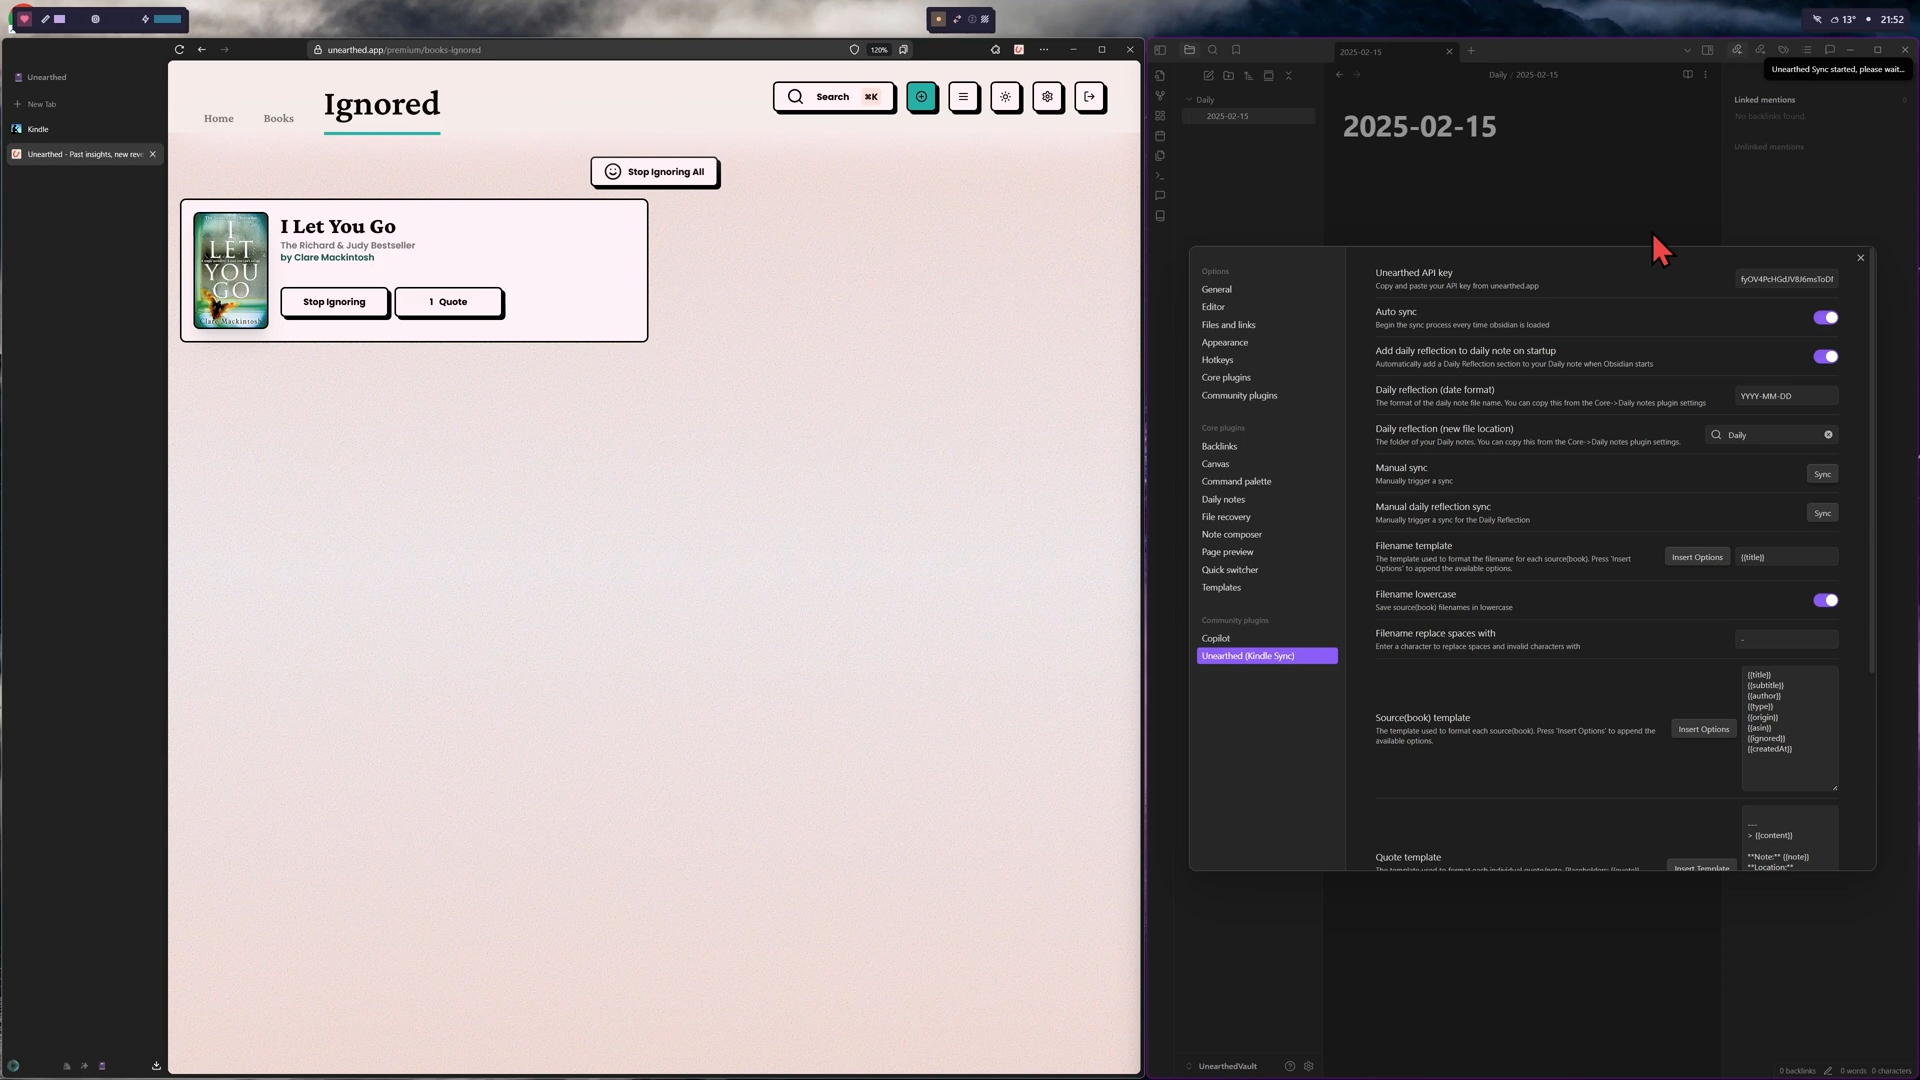 13°
21:52
unearthed.app/premium/books-ignored
120%
Unearthed
New Tab
Kindle
Unearthed - Past insights, new reve
Home
Books
Ignored
Search
⌘K
Stop Ignoring All
I LET YOU GO
Clare Mackintosh
I Let You Go
The Richard & Judy Bestseller
by Clare Mackintosh
Stop Ignoring
1 Quote
2025-02-15
Daily / 2025-02-15
Unearthed Sync started, please wait...
Daily
2025-02-15
2025-02-15
Linked mentions
0
No backlinks found.
Unlinked mentions
Options
General
Editor
Files and links
Appearance
Hotkeys
Core plugins
Community plugins
Core plugins
Backlinks
Canvas
Command palette
Daily notes
File recovery
Note composer
Page preview
Quick switcher
Templates
Community plugins
Copilot
Unearthed (Kindle Sync)
Unearthed API key
Copy and paste your API key from unearthed.app
Auto sync
Begin the sync process every time obsidian is loaded
Add daily reflection to daily note on startup
Automatically add a Daily Reflection section to your Daily note when Obsidian starts
Daily reflection (date format)
The format of the daily note file name. You can copy this from the Core->Daily notes plugin settings
YYYY-MM-DD
Daily reflection (new file location)
The folder of your Daily notes. You can copy this from the Core->Daily notes plugin settings.
Daily
Manual sync
Manually trigger a sync
Sync
Manual daily reflection sync
Manually trigger a sync for the Daily Reflection
Sync
Filename template
The template used to format the filename for each source(book). Press 'Insert
Options' to append the available options.
Insert Options
{{title}}
Filename lowercase
Save source(book) filenames in lowercase
Filename replace spaces with
Enter a character to replace spaces and invalid characters with
-
Source(book) template
The template used to format each source(book). Press 'Insert Options' to append the
available options.
Insert Options
{{title}}
{{subtitle}}
{{author}}
{{type}}
{{origin}}
{{asin}}
{{ignored}}
{{createdAt}}
Quote template
The template used to format each individual quote/note. Placeholders: {{quote}}
Insert Template
---
> {{content}}
**Note:** {{note}}
**Location:**
UnearthedVault
0 backlinks
0 words
0 characters